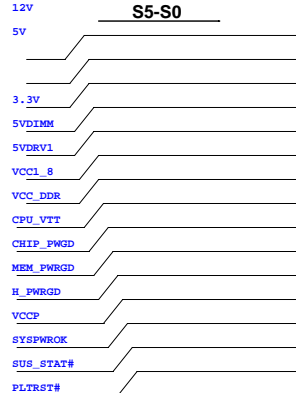 12V
S5-S0
5V
3.3V
5VDIMM
5VDRV1
VCC1_8
VCC_DDR
CPU_VTT
CHIP_PWGD
MEM_PWRGD
H_PWRGD
VCCP
SYSPWROK
SUS_STAT#
PLTRST#